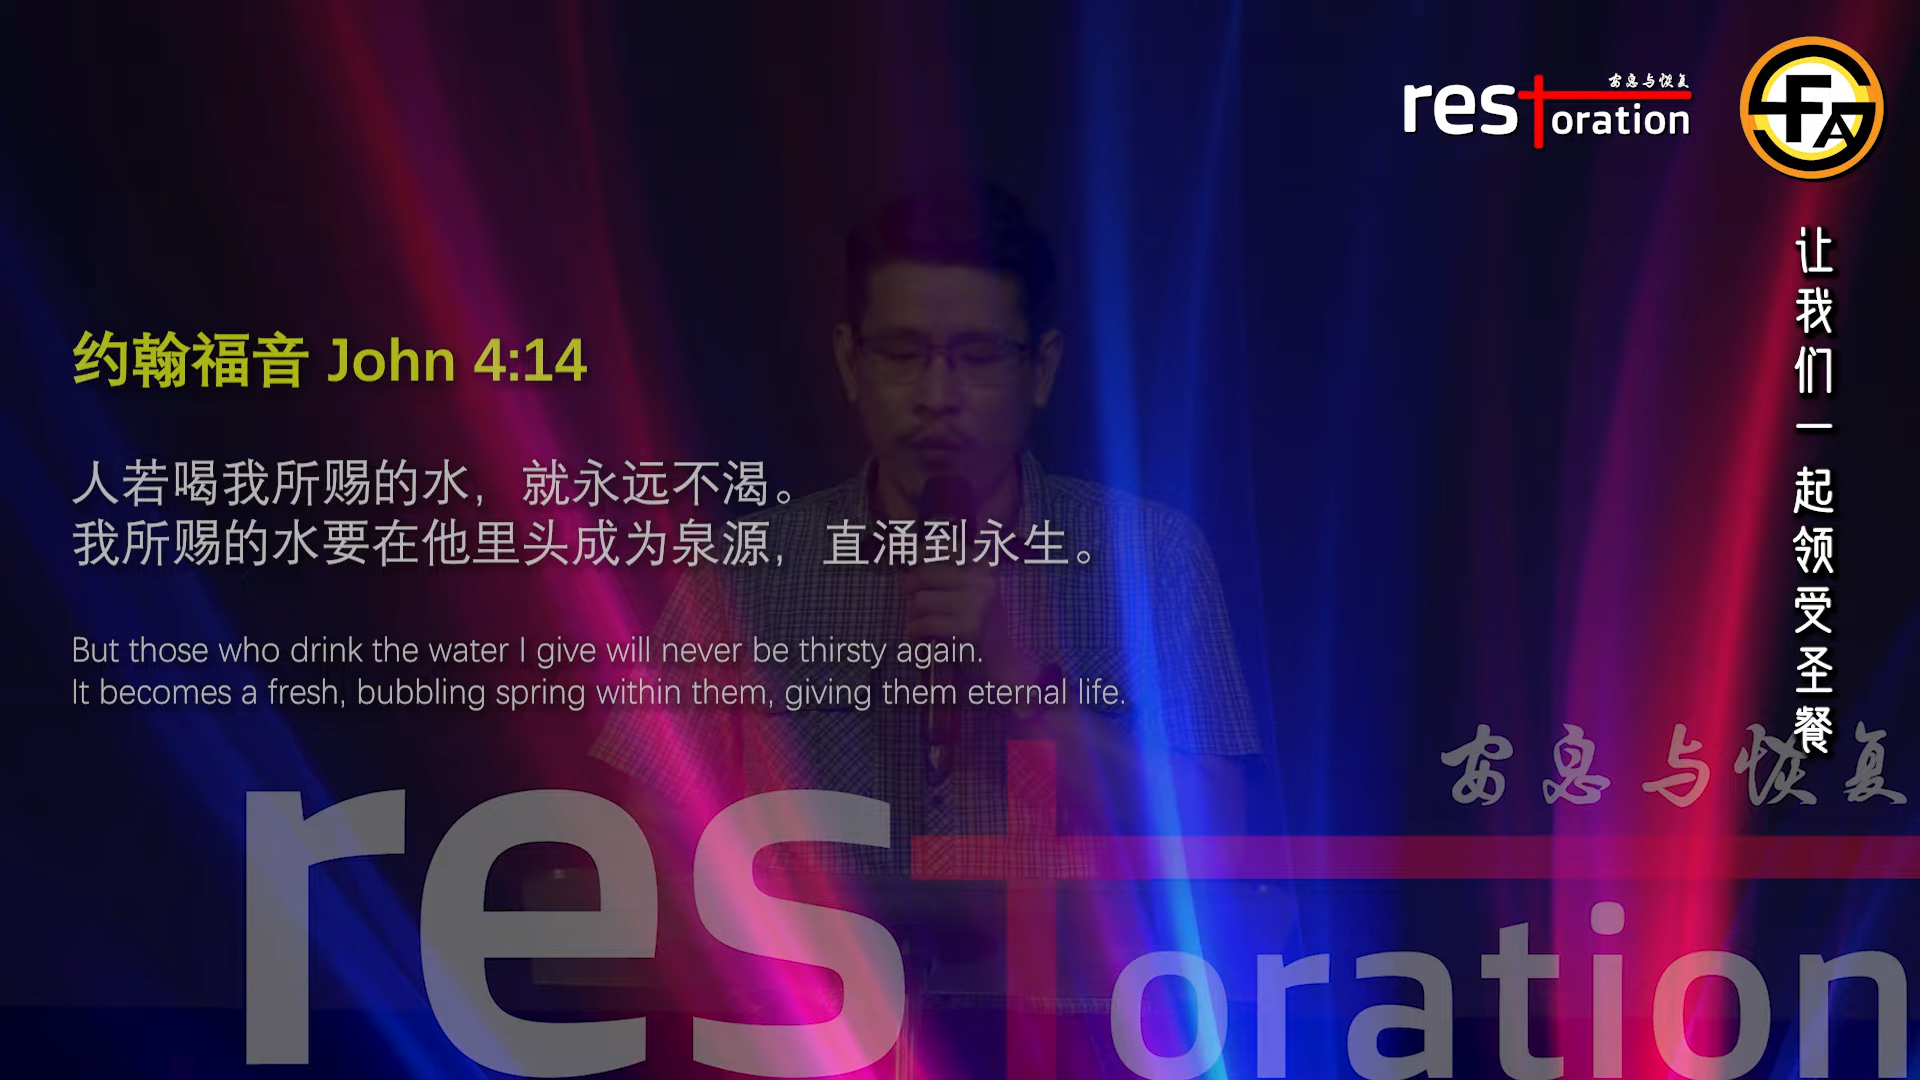 安息与恢复
restoration
SFA
让我们一起领受圣餐
约翰福音 John 4:14
人若喝我所赐的水，就永远不渴。
我所赐的水要在他里头成为泉源，直涌到永生。
But those who drink the water I give will never be thirsty again.
It becomes a fresh, bubbling spring within them, giving them eternal life.
安息与恢复
restoration